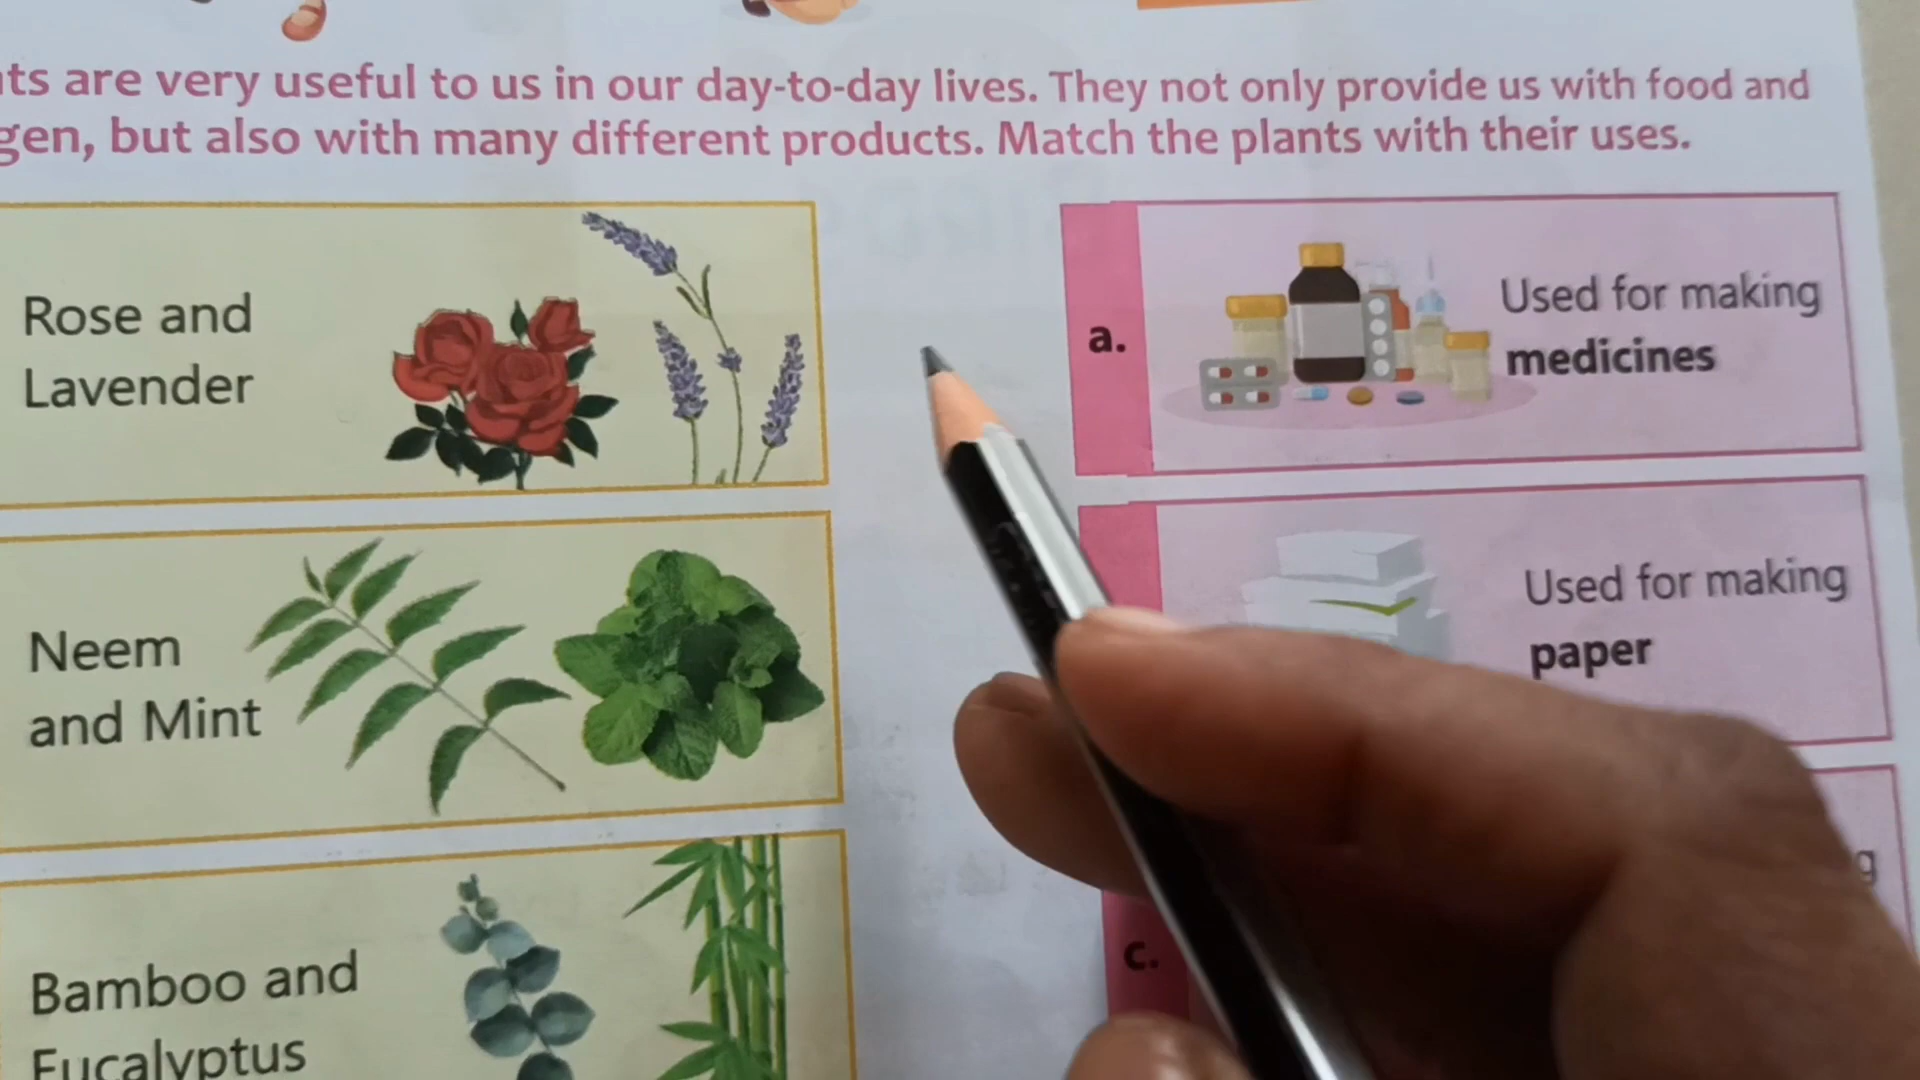 ts are very useful to us in our day-to-day lives. They not only provide us with food and
gen, but also with many different products. Match the plants with their uses.
Rose and
Lavender
a.
Used for making
medicines
Neem
and Mint
Used for making
paper
Bamboo and
Eucalyptus
c.
g